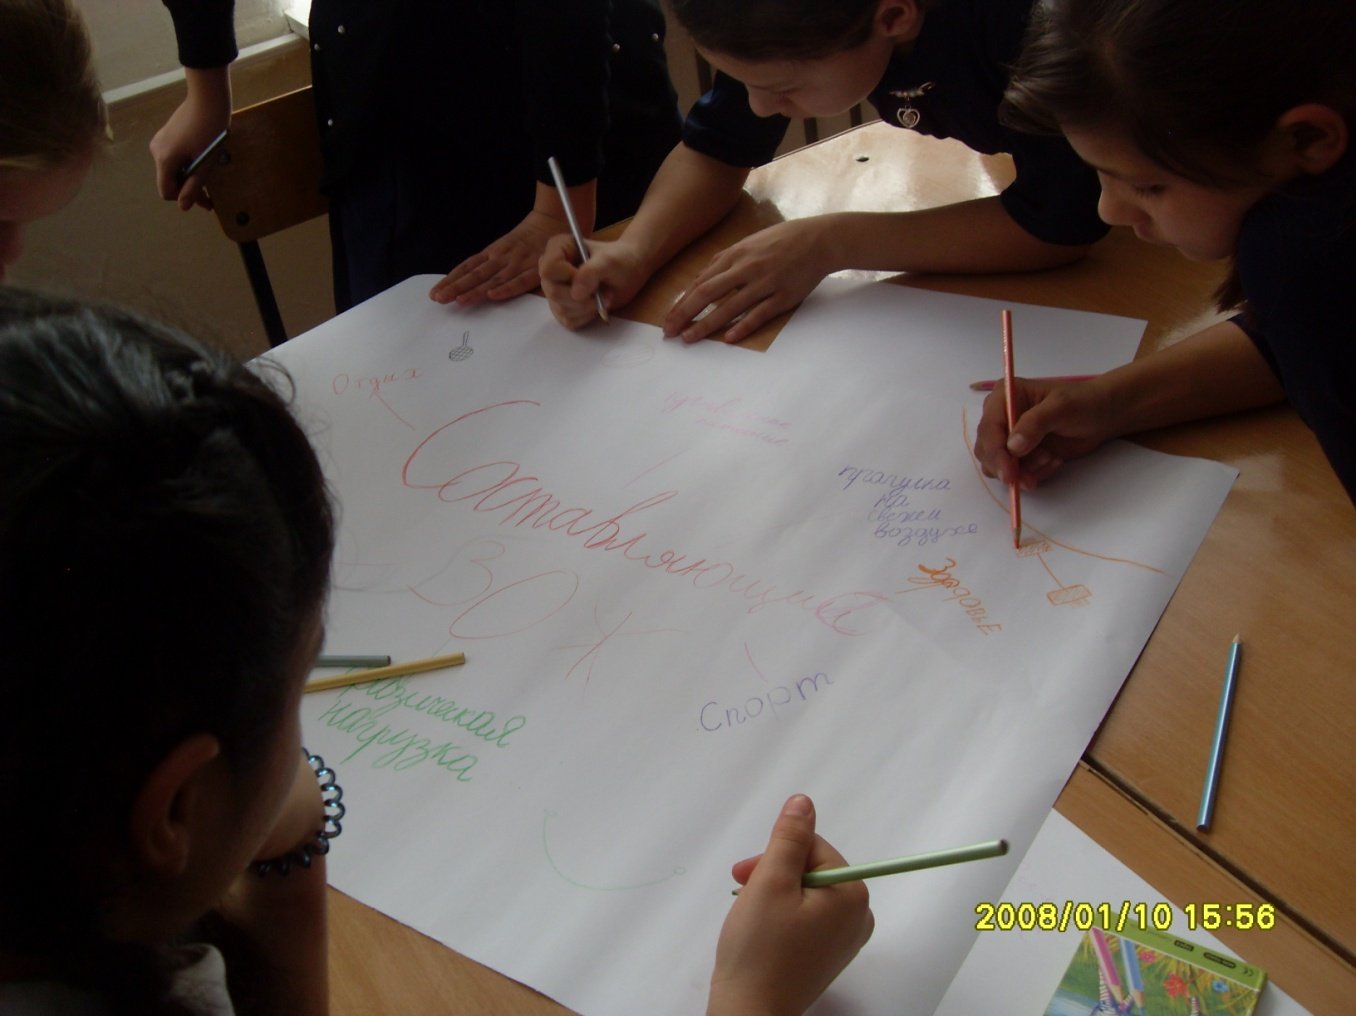 Отдых
Составляющие
ЗОЖ
прогулка
на
свежем
воздухе
Здоровье
Спорт
физическая
нагрузка
2008/01/10 15:56